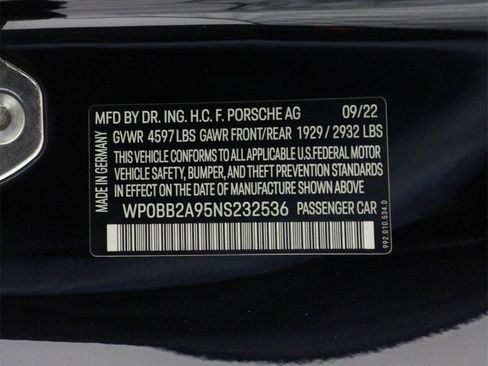 MFD BY DR. ING. H.C. F. PORSCHE AG 09/22
GVWR 4597 LBS GAWR FRONT/REAR 1929 / 2932 LBS
THIS VEHICLE CONFORMS TO ALL APPLICABLE U.S. FEDERAL MOTOR
VEHICLE SAFETY, BUMPER, AND THEFT PREVENTION STANDARDS
IN EFFECT ON THE DATE OF MANUFACTURE SHOWN ABOVE.
WP0BB2A95NS232536 PASSENGER CAR
MADE IN GERMANY
992.010.534.D